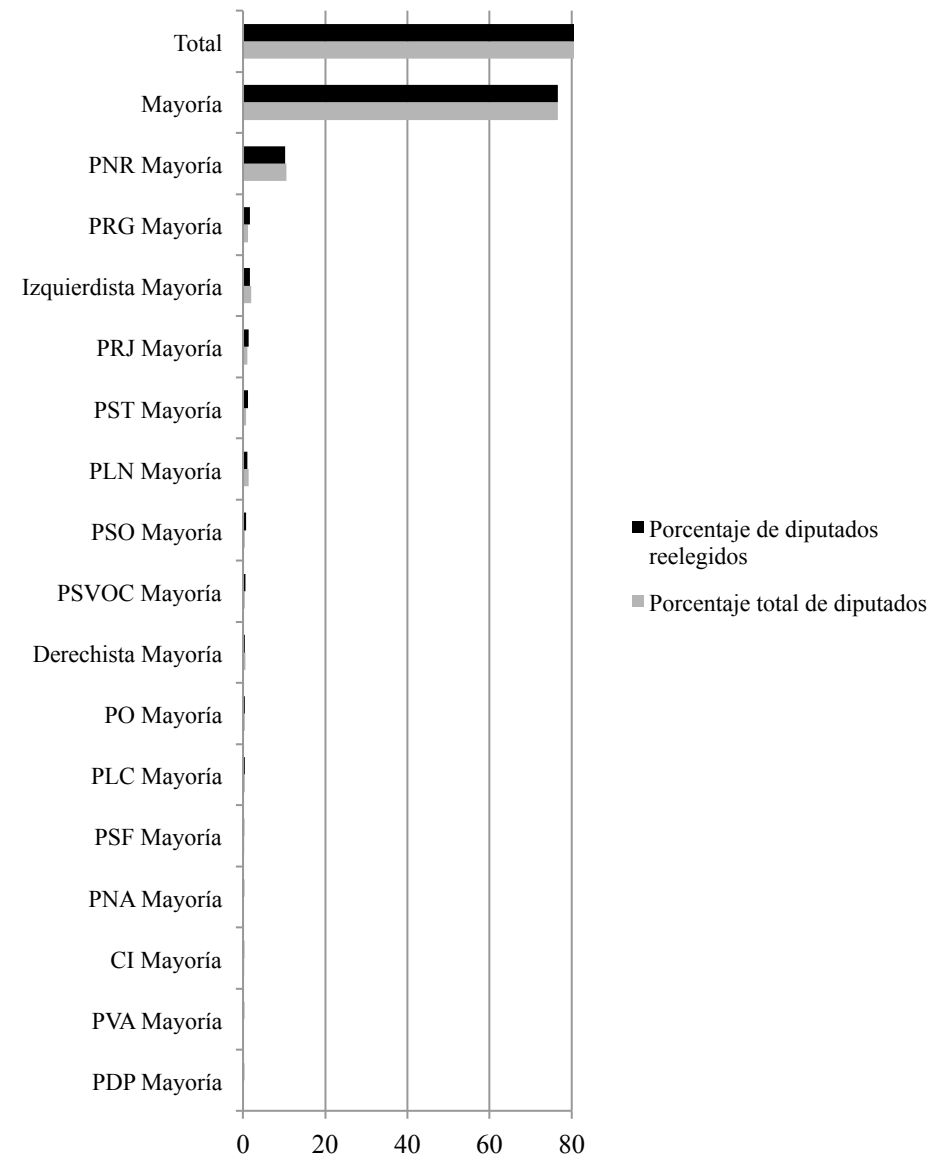 Total
Mayoría
PNR Mayoría
PRG Mayoría
Izquierdista Mayoría
PRJ Mayoría
PST Mayoría
PLN Mayoría
PSO Mayoría
PSVOC Mayoría
Derechista Mayoría
PO Mayoría
PLC Mayoría
PSF Mayoría
PNA Mayoría
CI Mayoría
PVA Mayoría
PDP Mayoría
0 20 40 60 80
Porcentaje de diputados
reelegidos
Porcentaje total de diputados